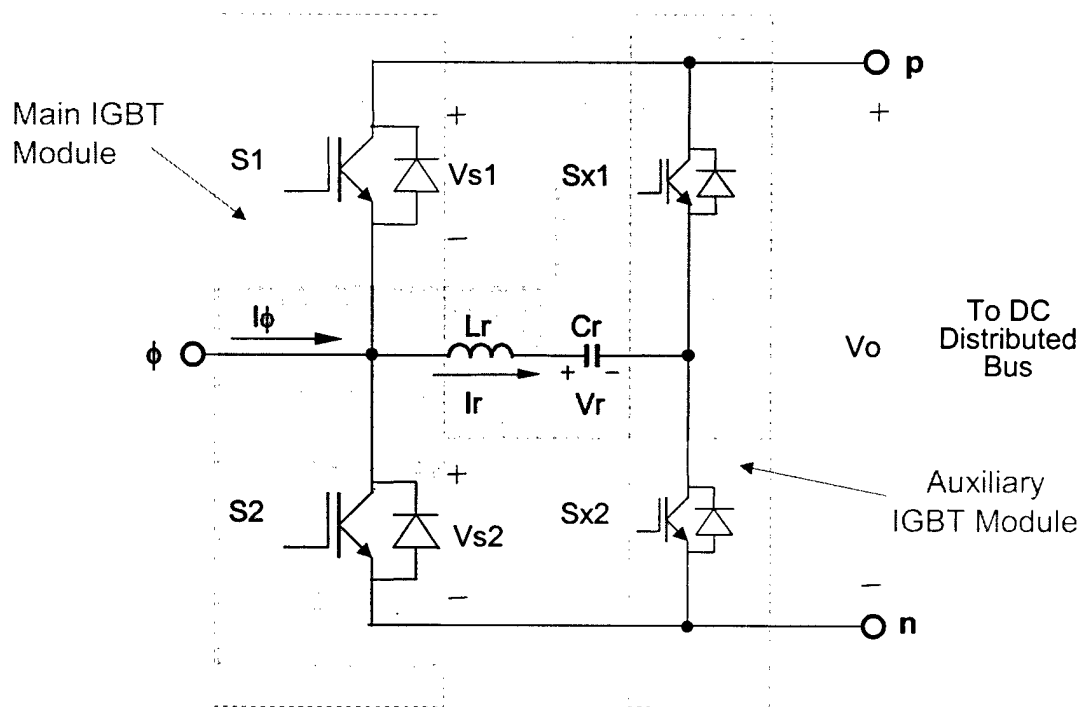 p
+
Main IGBT
Module
S1
+
Vs1
−
Sx1
Iϕ
ϕ
Lr
Cr
+ −
Ir
Vr
Vo
To DC
Distributed
Bus
S2
+
Vs2
−
Sx2
Auxiliary
IGBT Module
−
n